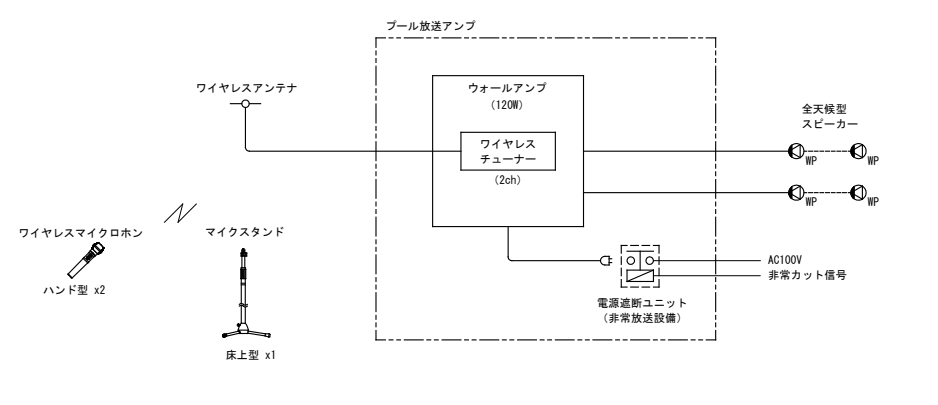 プール放送アンプ
ワイヤレスアンテナ
ウォールアンプ
(120W)
ワイヤレス
チューナー
(2ch)
全天候型
スピーカー
WP
WP
WP
WP
ワイヤレスマイクロホン
ハンド型 x2
マイクスタンド
床上型 x1
AC100V
非常カット信号
電源遮断ユニット
(非常放送設備)